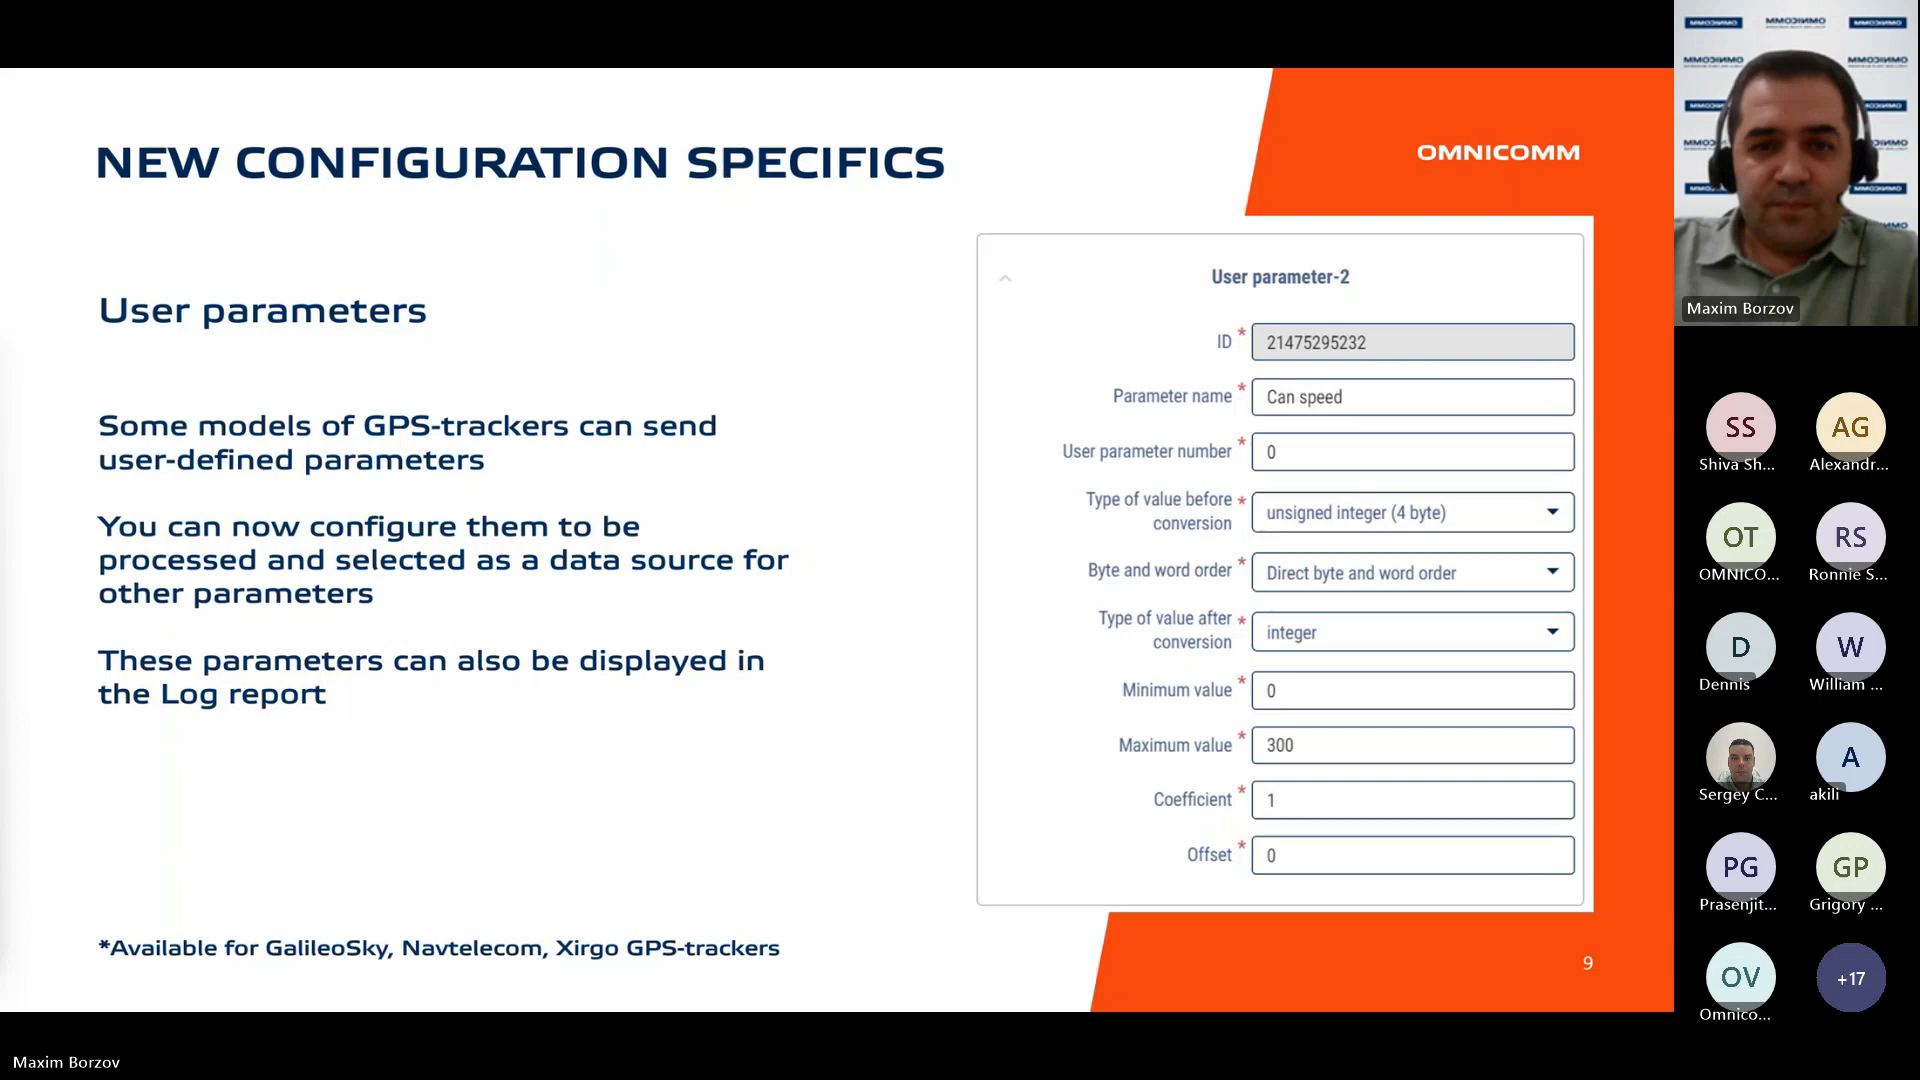 NEW CONFIGURATION SPECIFICS
OMNICOMM
User parameters
Some models of GPS-trackers can send
user-defined parameters
You can now configure them to be
processed and selected as a data source for
other parameters
These parameters can also be displayed in
the Log report
*Available for GalileoSky, Navtelecom, Xirgo GPS-trackers
User parameter-2
ID * 21475295232
Parameter name * Can speed
User parameter number * 0
Type of value before
conversion * unsigned integer (4 byte)
Byte and word order * Direct byte and word order
Type of value after
conversion * integer
Minimum value * 0
Maximum value * 300
Coefficient * 1
Offset * 0
9
Maxim Borzov
SS
Shiva Sh...
AG
Alexandr...
OT
OMNICO...
RS
Ronnie S...
D
Dennis
W
William ...
Sergey C...
A
akili
PG
Prasenjit...
GP
Grigory ...
OV
Omnico...
+17
Maxim Borzov